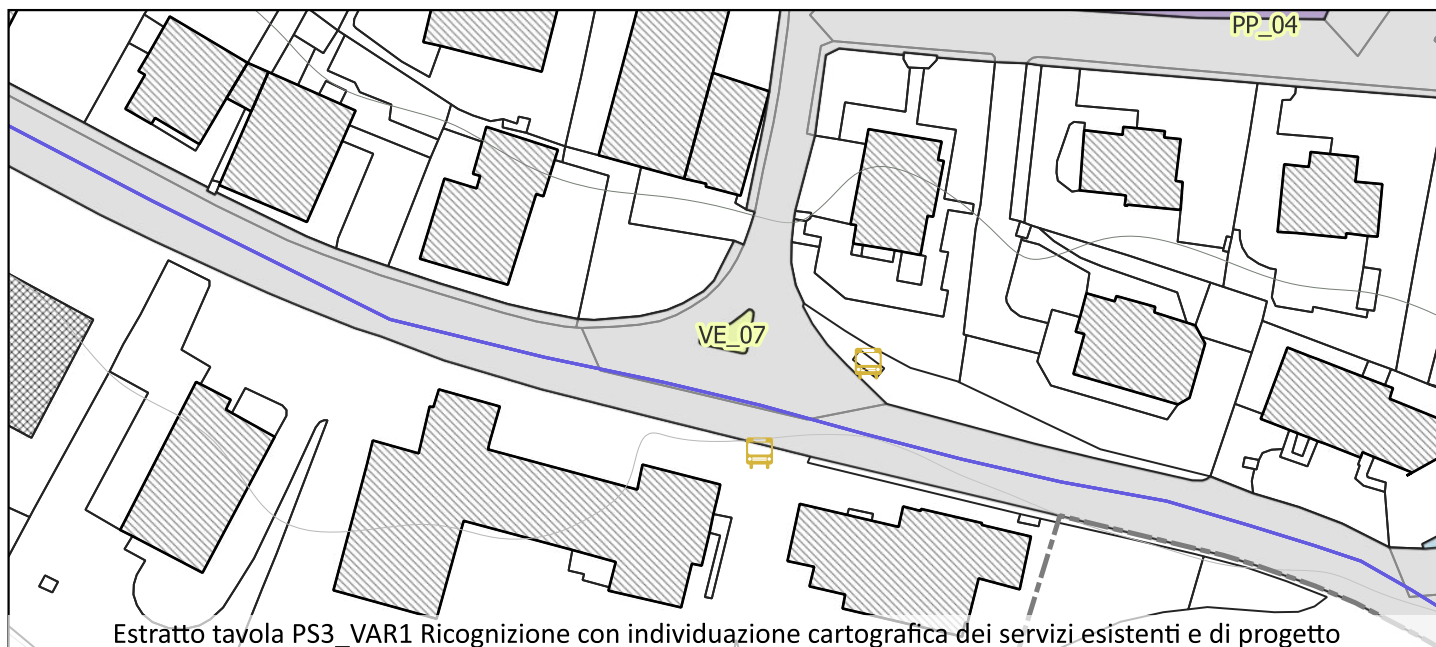 PP_04
VE_07
Estratto tavola PS3_VAR1 Ricognizione con individuazione cartografica dei servizi esistenti e di progetto